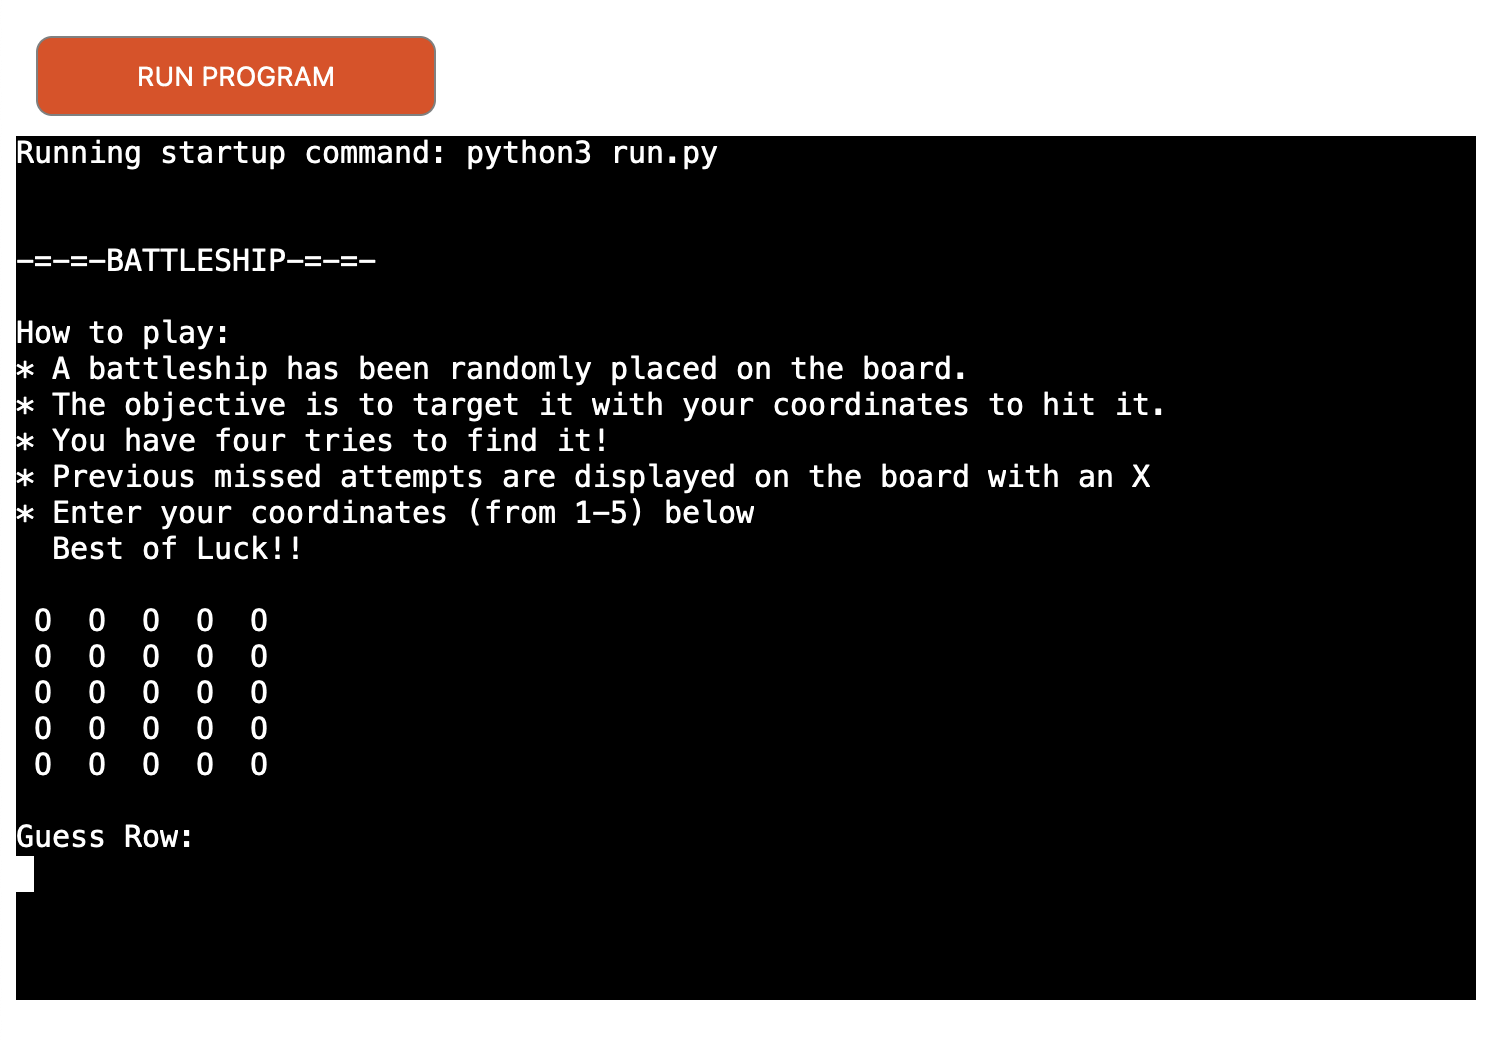 RUN PROGRAM
Running startup command: python3 run.py
-=-=-BATTLESHIP-=-=-
How to play:
* A battleship has been randomly placed on the board.
* The objective is to target it with your coordinates to hit it.
* You have four tries to find it!
* Previous missed attempts are displayed on the board with an X
* Enter your coordinates (from 1-5) below
  Best of Luck!!
 O  O  O  O  O
 O  O  O  O  O
 O  O  O  O  O
 O  O  O  O  O
 O  O  O  O  O
Guess Row: